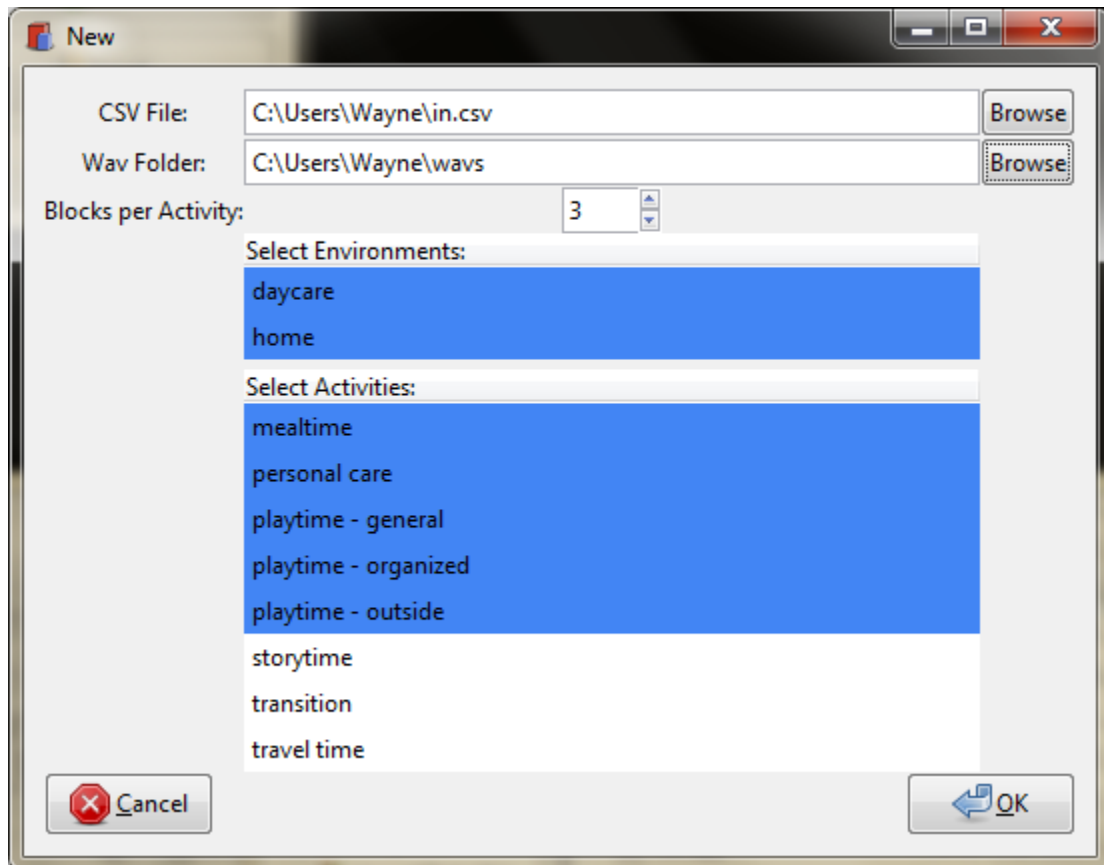 New
CSV File: C:\Users\Wayne\in.csv Browse
Wav Folder: C:\Users\Wayne\wavs Browse
Blocks per Activity: 3
Select Environments:
daycare
home
Select Activities:
mealtime
personal care
playtime - general
playtime - organized
playtime - outside
storytime
transition
travel time
Cancel OK